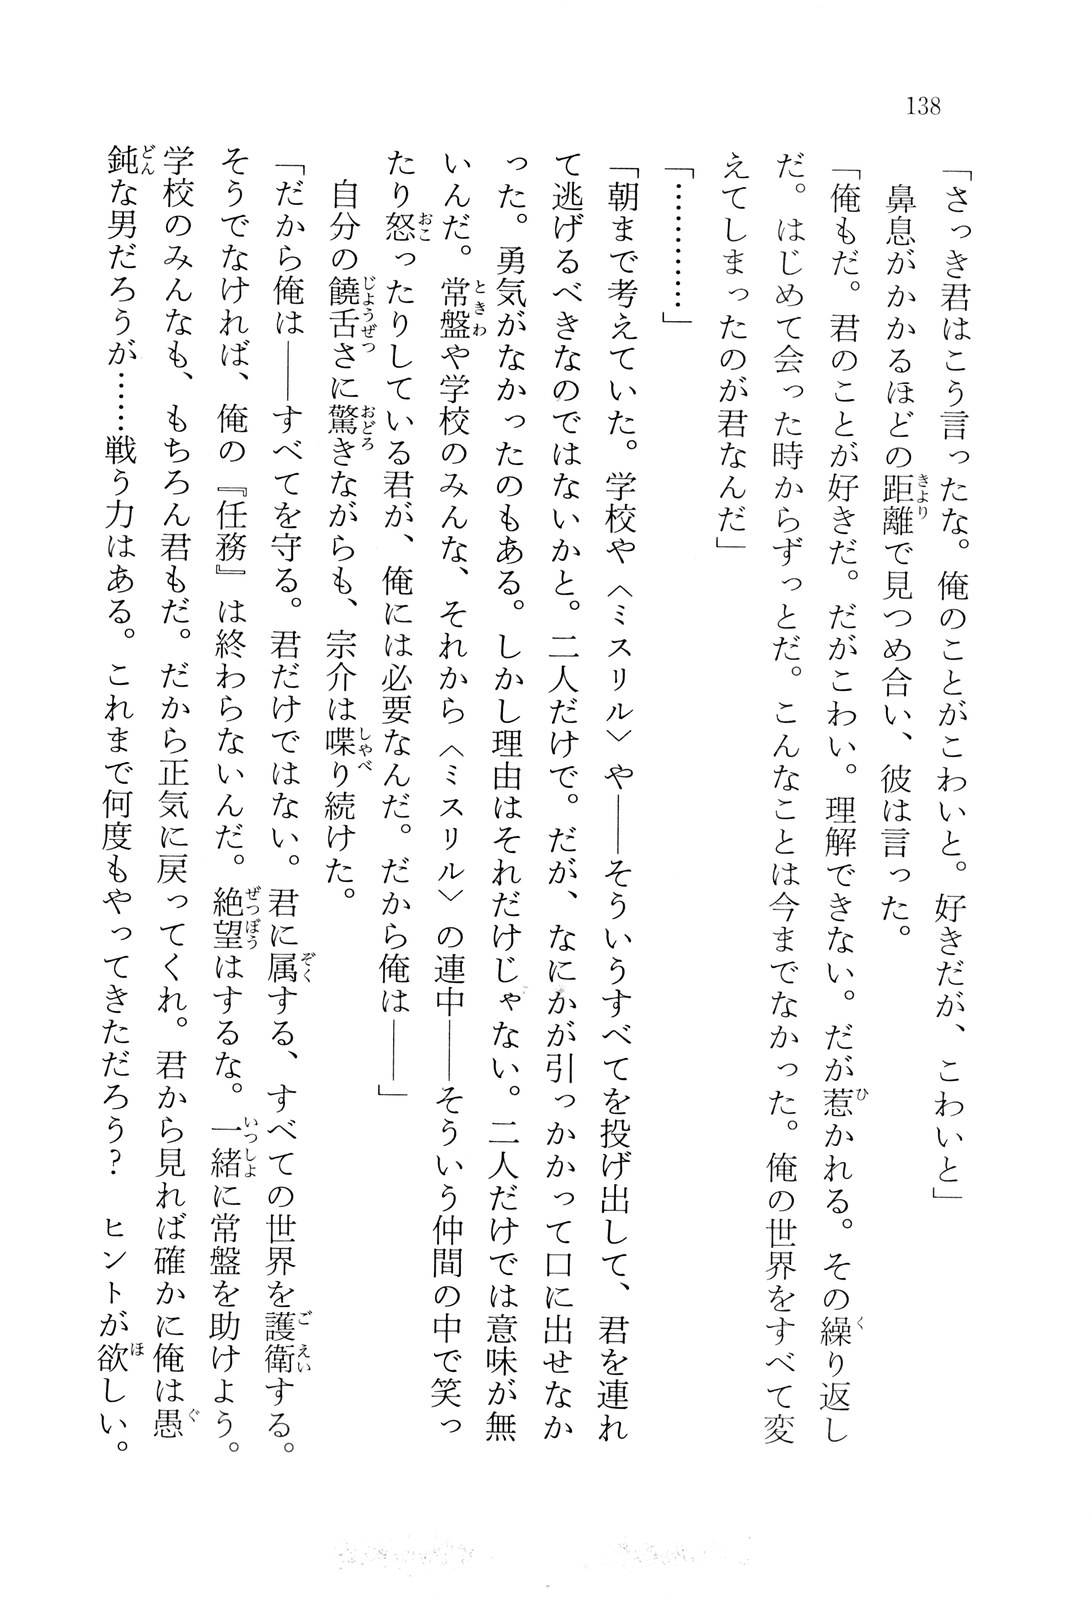 138
「さっき君はこう言ったな。俺のことがこわいと。好きだが、こわいと」
鼻息がかかるほどの距離で見つめ合い、彼は言った。
「俺もだ。君のことが好きだ。だがこわい。理解できない。だが惹かれる。その繰り返し
だ。はじめて会った時からずっとだ。こんなことは今までなかった。俺の世界をすべて変
えてしまったのが君なんだ」
「…………」
「朝まで考えていた。学校や〈ミスリル〉や――そういうすべてを投げ出して、君を連れ
て逃げるべきなのではないかと。二人だけで。だが、なにかが引っかかって口に出せなか
った。勇気がなかったのもある。しかし理由はそれだけじゃない。二人だけでは意味が無
いんだ。常盤や学校のみんな、それから〈ミスリル〉の連中――そういう仲間の中で笑っ
たり怒ったりしている君が、俺には必要なんだ。だから俺は――」
自分の饒舌さに驚きながらも、宗介は喋り続けた。
「だから俺は――すべてを守る。君だけではない。君に属する、すべての世界を護衛する。
そうでなければ、俺の『任務』は終わらないんだ。絶望はするな。一緒に常盤を助けよう。
学校のみんなも、もちろん君もだ。だから正気に戻ってくれ。君から見れば確かに俺は愚
鈍な男だろうが……戦う力はある。これまで何度もやってきただろう？　ヒントが欲しい。